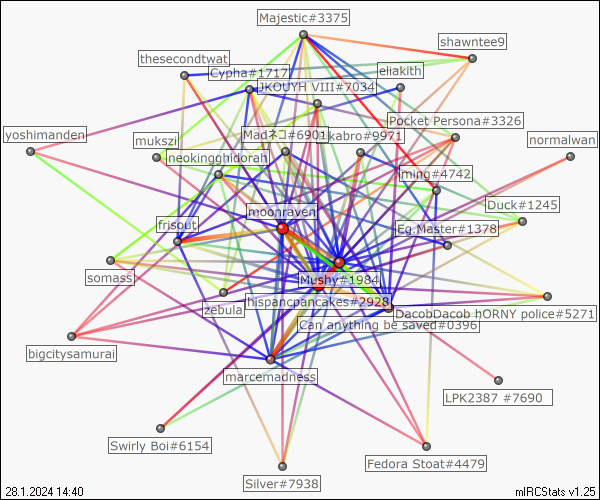 Majestic#3375
shawntee9
thesecondtwat
Cypha#1717
eliakith
JKOUYH VIII#7034
Pocket Persona#3326
yoshimanden
mukszi
Madネコ#6901
kabro#9971
normalwan
neokingghidorah
ming#4742
moonraven
Duck#1245
frisout
Eg.Master#1378
somass
Mushy#1984
zebula
hispancpancakes#2928
DacobDacob hORNY police#5271
Can anything be saved#0396
bigcitysamurai
marcemadness
LPK2387 #7690
Swirly Boi#6154
Fedora Stoat#4479
Silver#7938
28.1.2024 14:40
mIRCStats v1.25